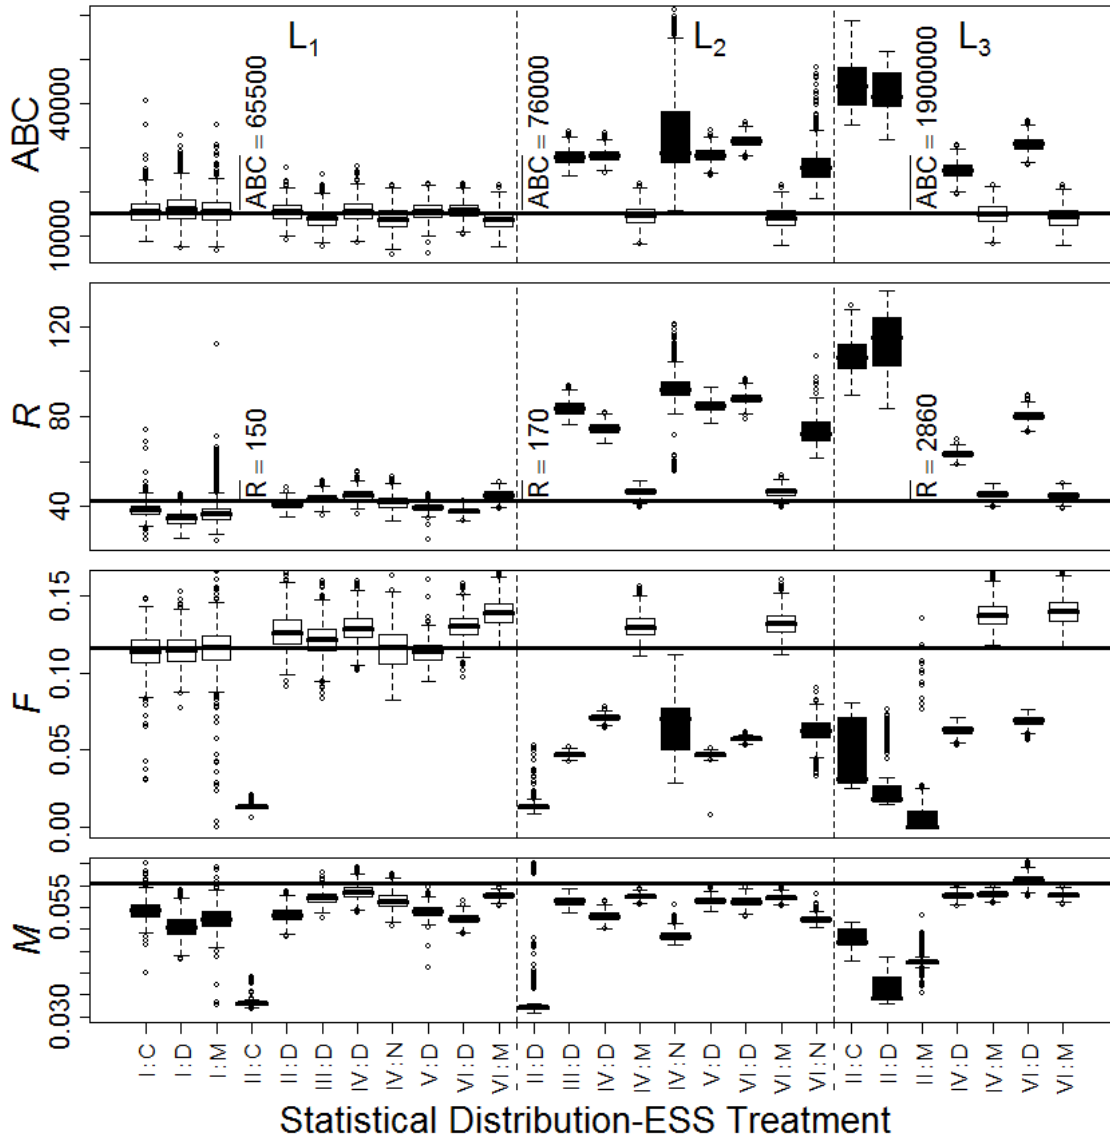 L1 L2 L3
ABC
40000
10000
ABC = 65500
ABC = 76000
ABC = 1900000
R
120
80
40
R = 150
R = 170
R = 2860
F
0.15
0.10
0.05
0.00
M
0.055
0.030
I:C I:D I:M II:C II:D III:D IV:D IV:N V:D VI:D VI:M II:D III:D IV:D IV:M IV:N V:D VI:D VI:M VI:N II:C II:D II:M IV:D IV:M VI:D VI:M
Statistical Distribution-ESS Treatment